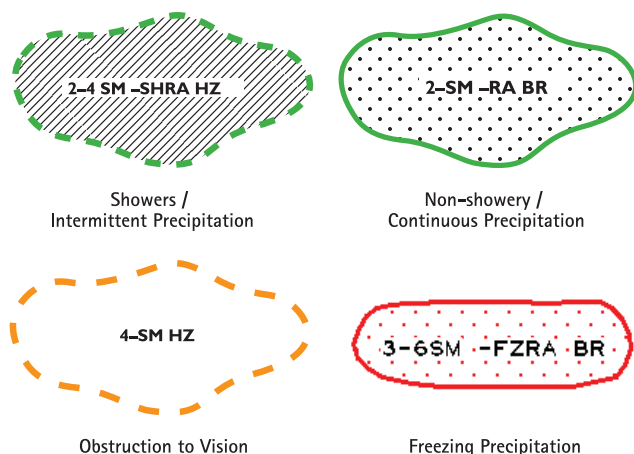 2–4 SM –SHRA HZ
2–SM –RA BR
Showers /
Intermittent Precipitation
Non-showery /
Continuous Precipitation
4–SM HZ
3-6SM -FZRA BR
Obstruction to Vision
Freezing Precipitation